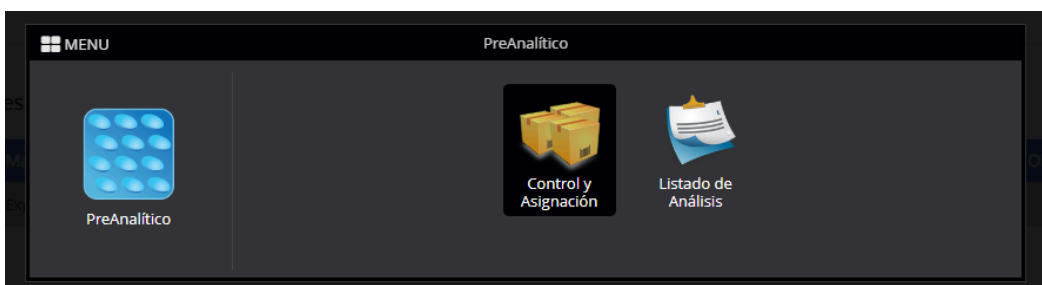 MENU
PreAnalítico
PreAnalítico
Control y
Asignación
Listado de
Análisis